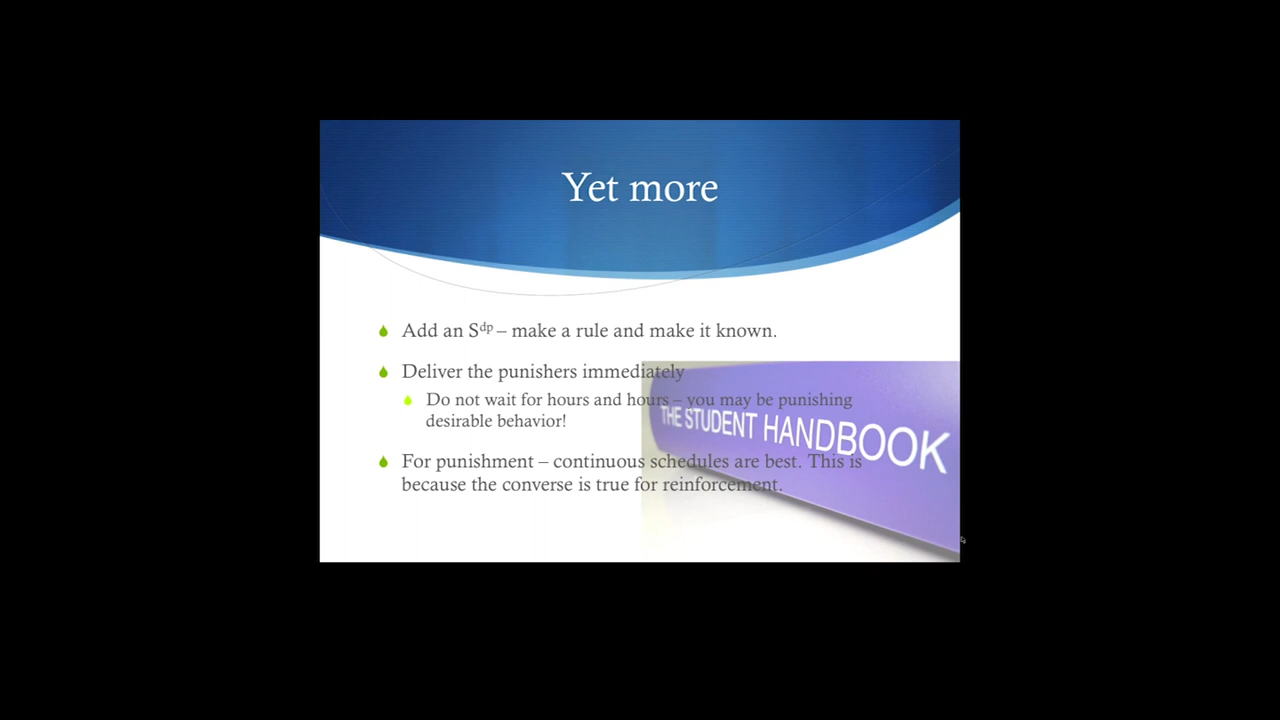 Yet more
Add an Sdp – make a rule and make it known.
Deliver the punishers immediately
Do not wait for hours and hours – you may be punishing
desirable behavior!
For punishment – continuous schedules are best. This is
because the converse is true for reinforcement.
THE STUDENT HANDBOOK